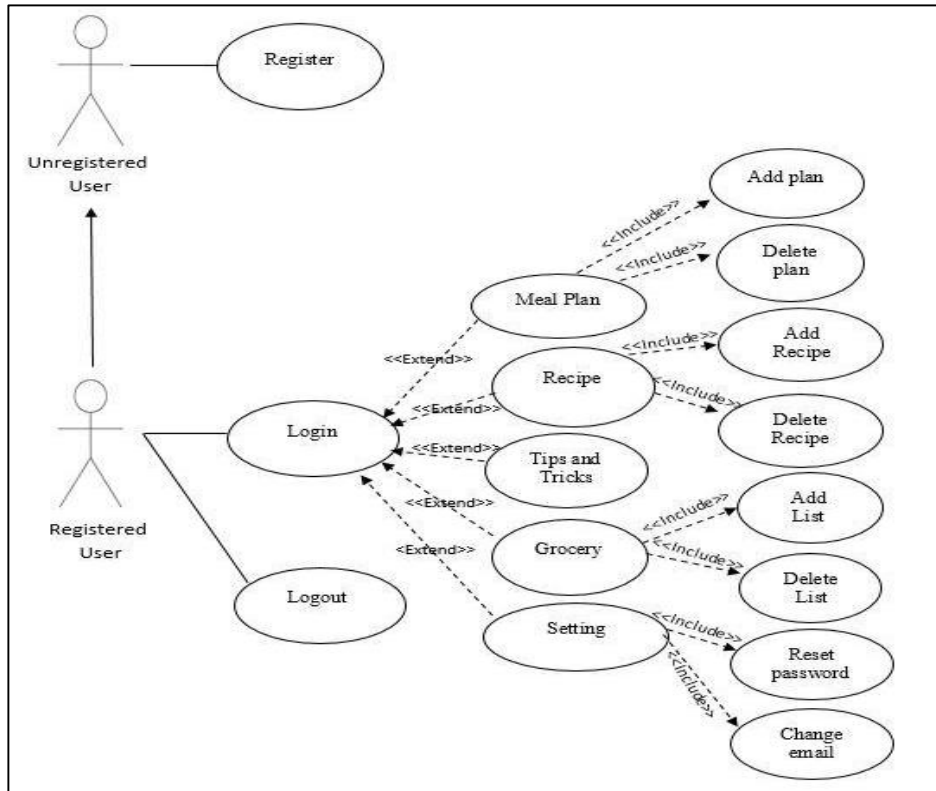 Register
Unregistered
User
Add plan
<<Include>>
<<Include>>
Delete
plan
Meal Plan
<<Extend>>
Recipe
<<Include>>
Add
Recipe
<<Include>>
Delete
Recipe
<<Extend>>
Login
<<Extend>>
Tips and
Tricks
Registered
User
<<Extend>>
Grocery
<<Include>>
Add
List
<<Include>>
Delete
List
<Extend>>
Logout
Setting
<<Include>>
Reset
password
<<Include>>
Change
email